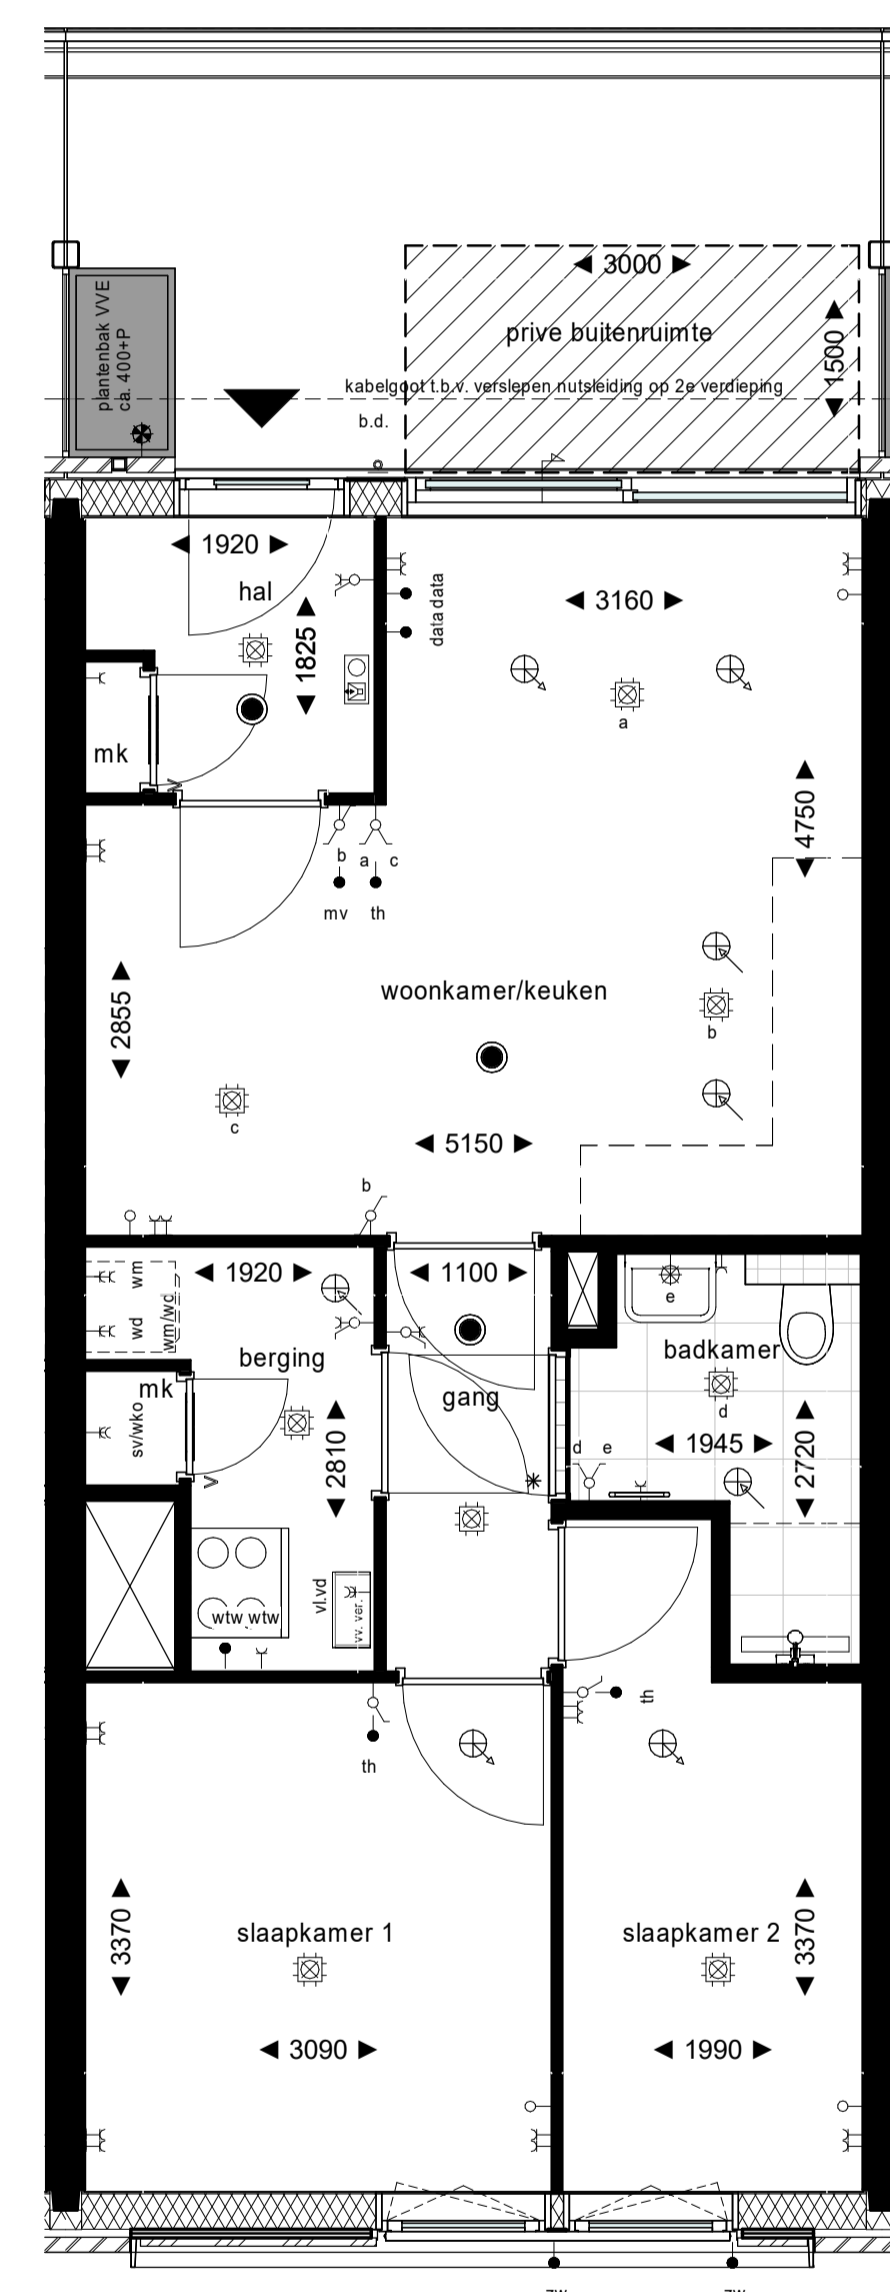 3000
prive buitenruimte
1500
plantenbak VVE
ca. 400+P
kabelgoot t.b.v. verslepen nutsleiding op 2e verdieping
b.d.
1920
hal
1825
data data
3160
a
mk
4750
b a c
mv th
woonkamer/keuken
2855
b
c
5150
b
wm
wd
wm/wd
1920
1100
e
berging
badkamer
mk
sv/wko
gang
d
2810
d e
1945
2720
wtw wtw
vl.vd
vv. ver.
th
th
slaapkamer 1
slaapkamer 2
3370
3370
3090
1990